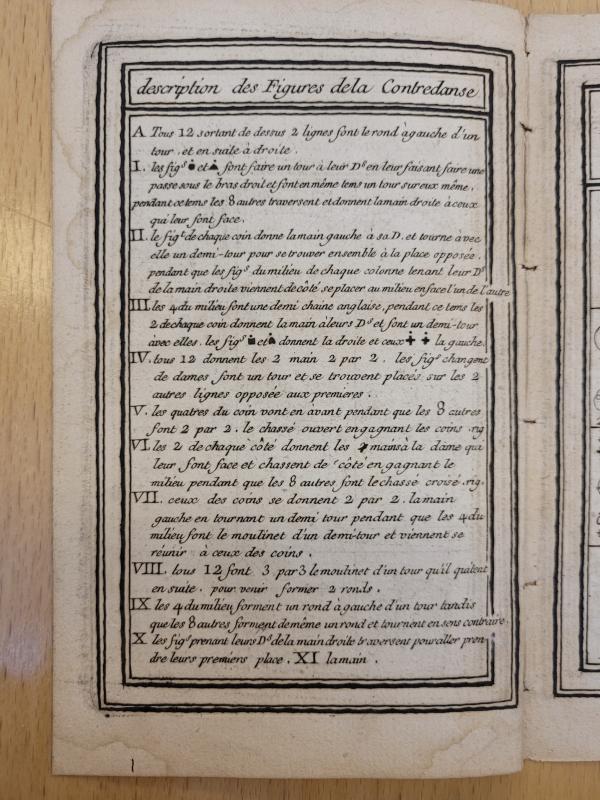 description des Figures dela Contredanse
A Tous 12 sortant de dessus 2 lignes font le rond à gauche d'un
tour. et en suite à droite.
I. les fig.s et font faire un tour à leur D.s en leur faisant faire une
passe sous le bras droit et font en même tems un tour sur eux même,
pendant ce tems les 8 autres traversent et donnent la main droite à ceux
qui leur font face.
II. le fig.t de chaque coin donne la main gauche à sa D. et tourne avec
elle un demi-tour pour se trouver ensemble à la place opposée.
pendant que les fig.s du milieu de chaque colonne tenant leur D.s
de la main droite viennent de côté se placer au milieu en face l'un de l'autre
III. les 4 du milieu font une demi chaine anglaise, pendant ce tems les
2 de chaque coin donnent la main à leurs D.s et font un demi-tour
avec elles. les fig.s et donnent la droite et ceux la gauche
IV. tous 12 donnent les 2 main 2 par 2. les fig.s changent
de dames font un tour et se trouvent placés sur les 2
autres lignes opposée aux premieres.
V. les quatres du coin vont en avant pendant que les 8 autres
font 2 par 2. le chassé ouvert en gagnant les coins. rig
VI. les 2 de chaque côté donnent les mains à la dame qui
leur font face et chassent de côté en gagnant le
milieu pendant que les 8 autres font le chassé croisé. rig.
VII. ceux des coins se donnent 2 par 2. la main
gauche en tournant un demi tour pendant que les 4 du
milieu font le moulinet d'un demi-tour et viennent se
réunir à ceux des coins.
VIII. tous 12 font 3 par 3 le moulinet d'un tour qu'il quitent
en suite. pour venir former 2 ronds.
IX les 4 du milieu forment un rond à gauche d'un tour tandis
que les 8 autres forment de même un rond et tournent en sens contraire.
X les fig.s prenant leurs D.s de la main droite traversent pour aller pren-
dre leurs premiers place. XI la main.
1